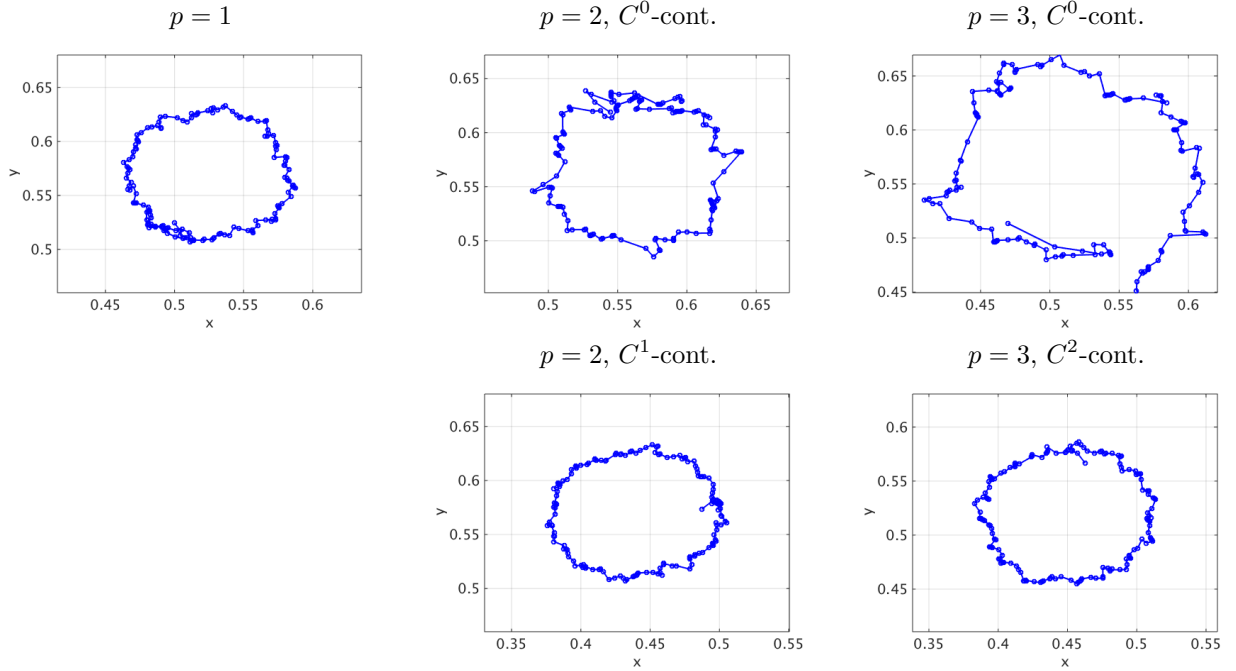 p = 1
p = 2, C⁰-cont.
p = 3, C⁰-cont.
0.65
0.6
0.55
0.5
y
0.45 0.5 0.55 0.6
x
0.65
0.6
0.55
0.5
y
0.5 0.55 0.6 0.65
x
0.65
0.6
0.55
0.5
0.45
y
0.45 0.5 0.55 0.6
x
p = 2, C¹-cont.
p = 3, C²-cont.
0.65
0.6
0.55
0.5
y
0.35 0.4 0.45 0.5 0.55
x
0.6
0.55
0.5
0.45
y
0.35 0.4 0.45 0.5 0.55
x